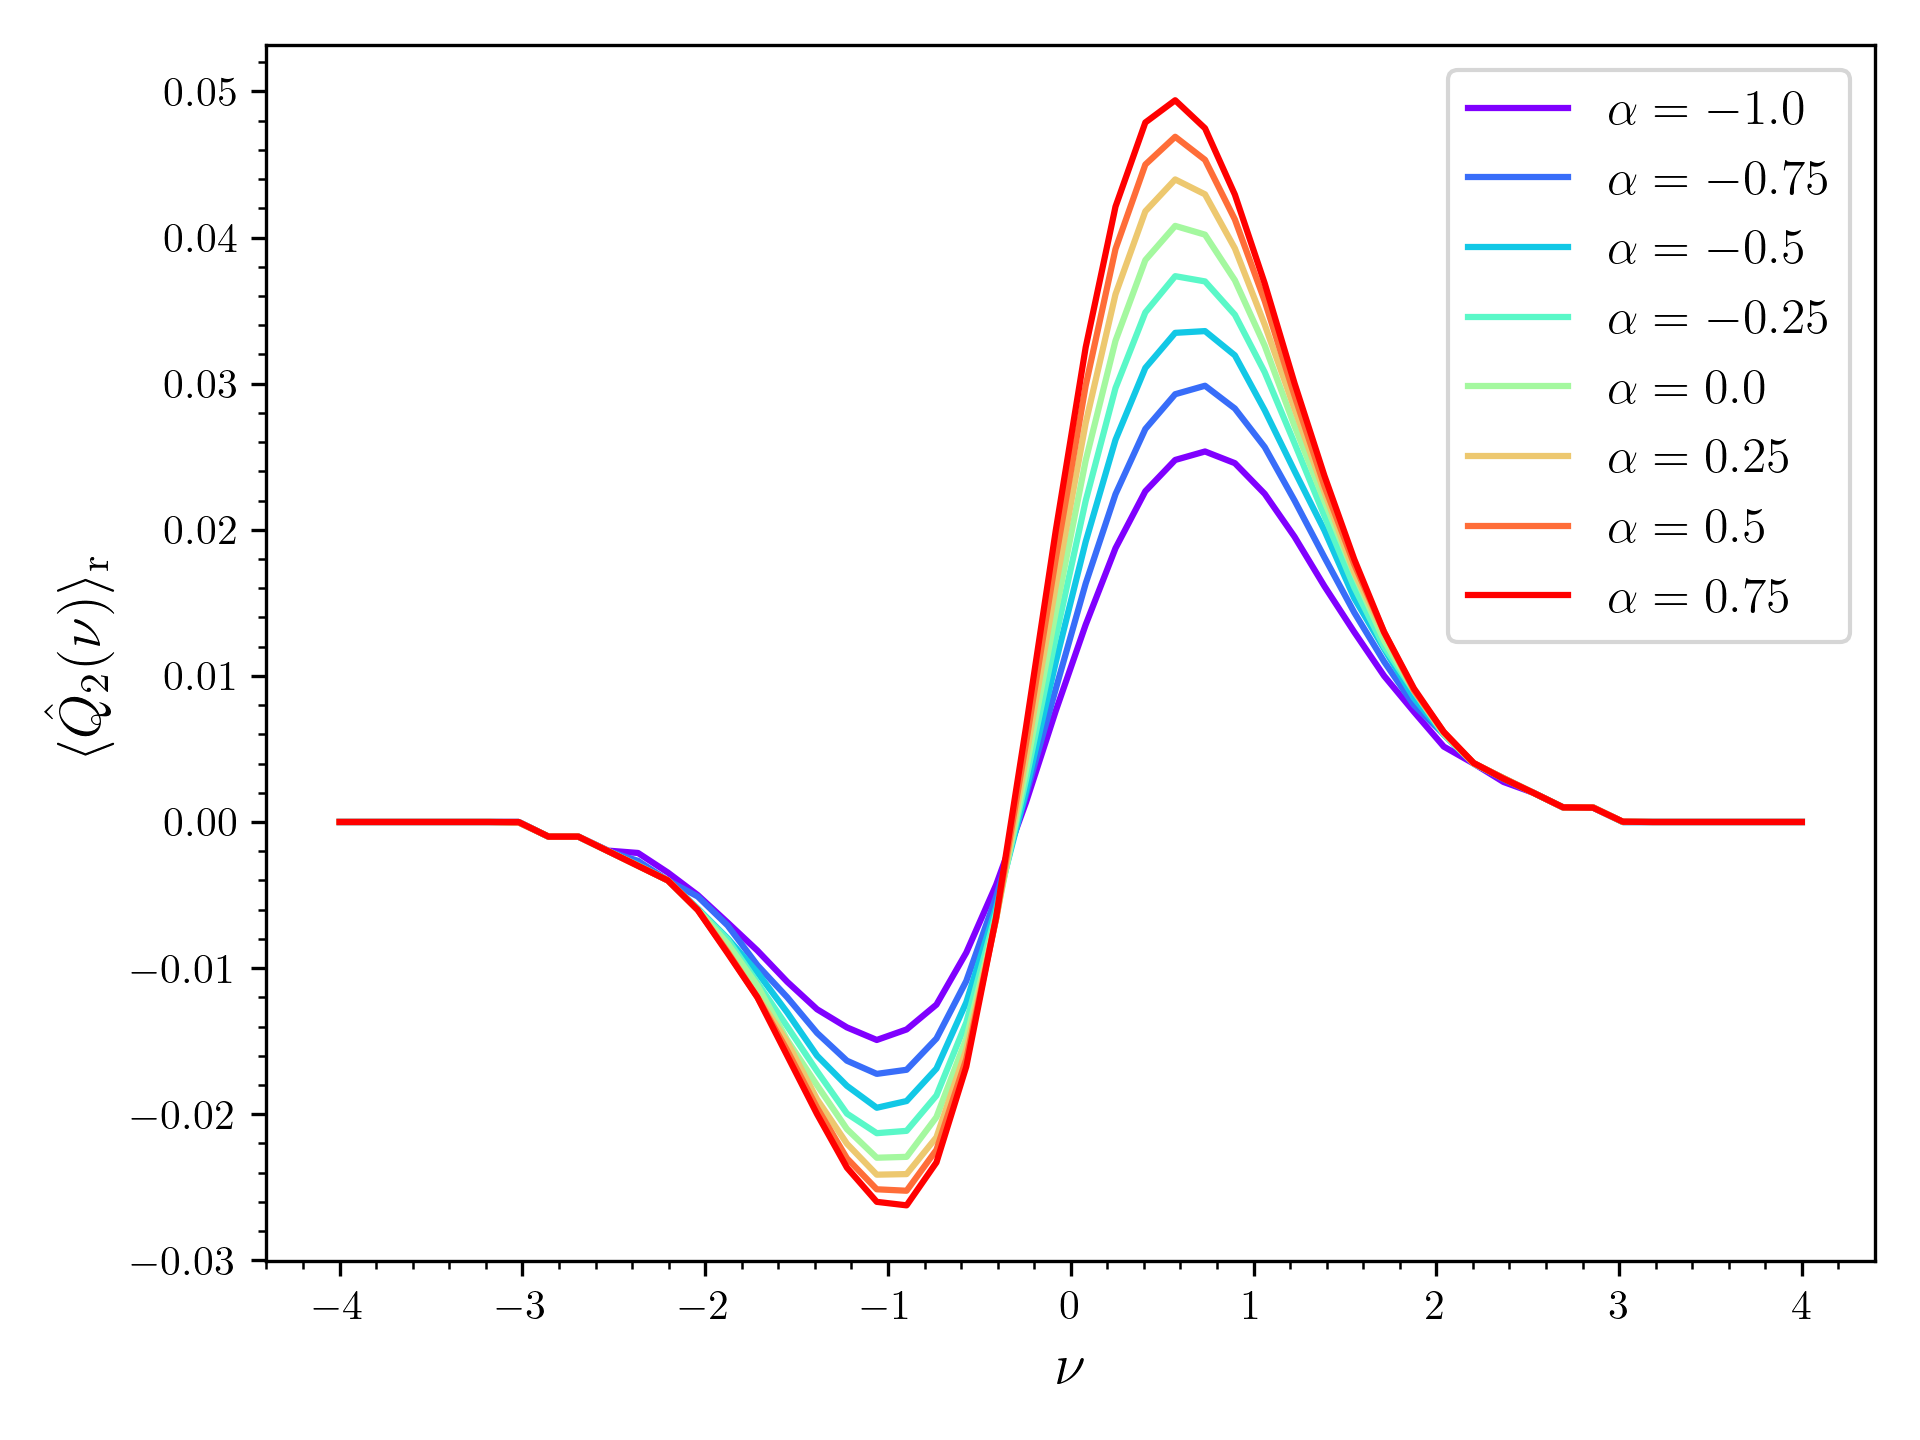 ⟨Q̂₂(ν)⟩ᵣ
0.05
0.04
0.03
0.02
0.01
0.00
−0.01
−0.02
−0.03
−4 −3 −2 −1 0 1 2 3 4
ν
α = −1.0
α = −0.75
α = −0.5
α = −0.25
α = 0.0
α = 0.25
α = 0.5
α = 0.75